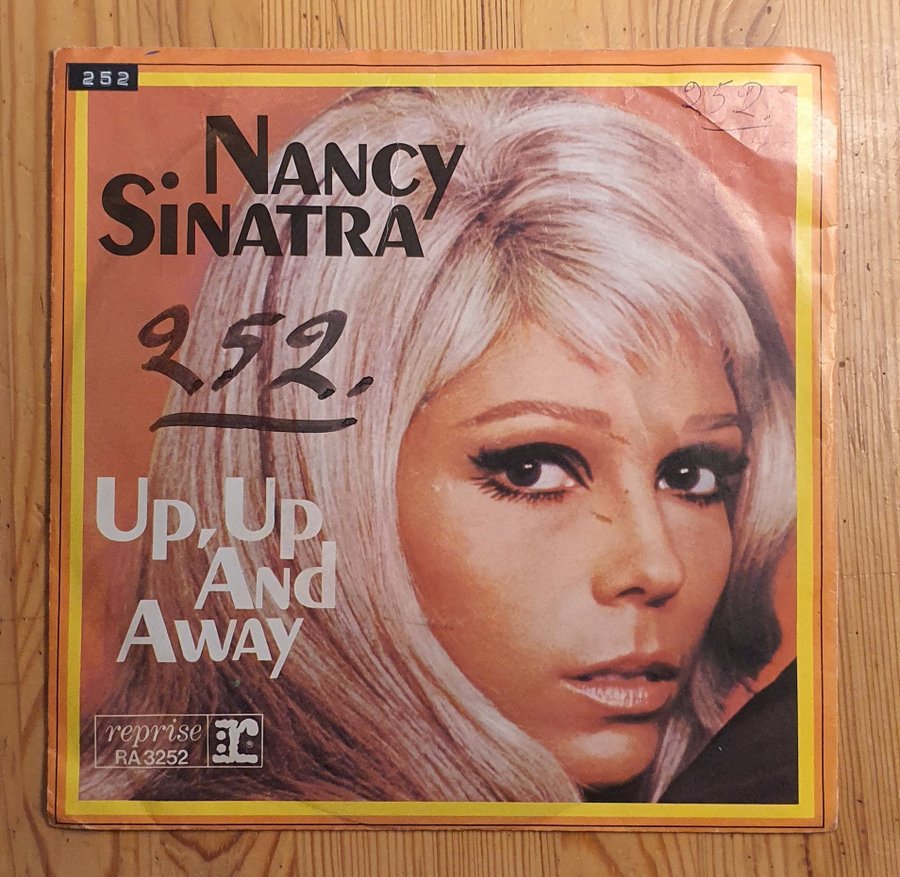 252
252.
NANCY
SiNATRA
252.
Up, Up
ANd
AWAY
reprise
RA 3252
r